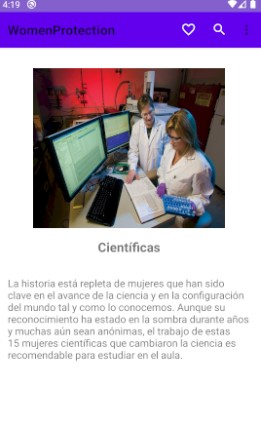 4:19
WomenProtection
Científicas
La historia está repleta de mujeres que han sido
clave en el avance de la ciencia y en la configuración
del mundo tal y como lo conocemos. Aunque su
reconocimiento ha estado en la sombra durante años
y muchas aún sean anónimas, el trabajo de estas
15 mujeres científicas que cambiaron la ciencia es
recomendable para estudiar en el aula.